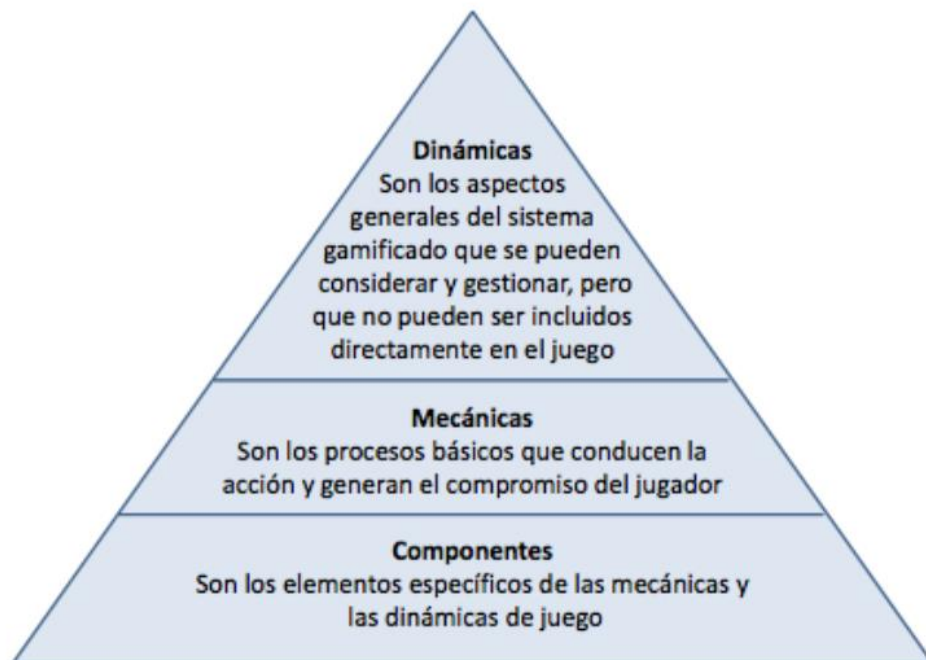 Dinámicas
Son los aspectos
generales del sistema
gamificado que se pueden
considerar y gestionar, pero
que no pueden ser incluidos
directamente en el juego
Mecánicas
Son los procesos básicos que conducen la
acción y generan el compromiso del jugador
Componentes
Son los elementos específicos de las mecánicas y
las dinámicas de juego